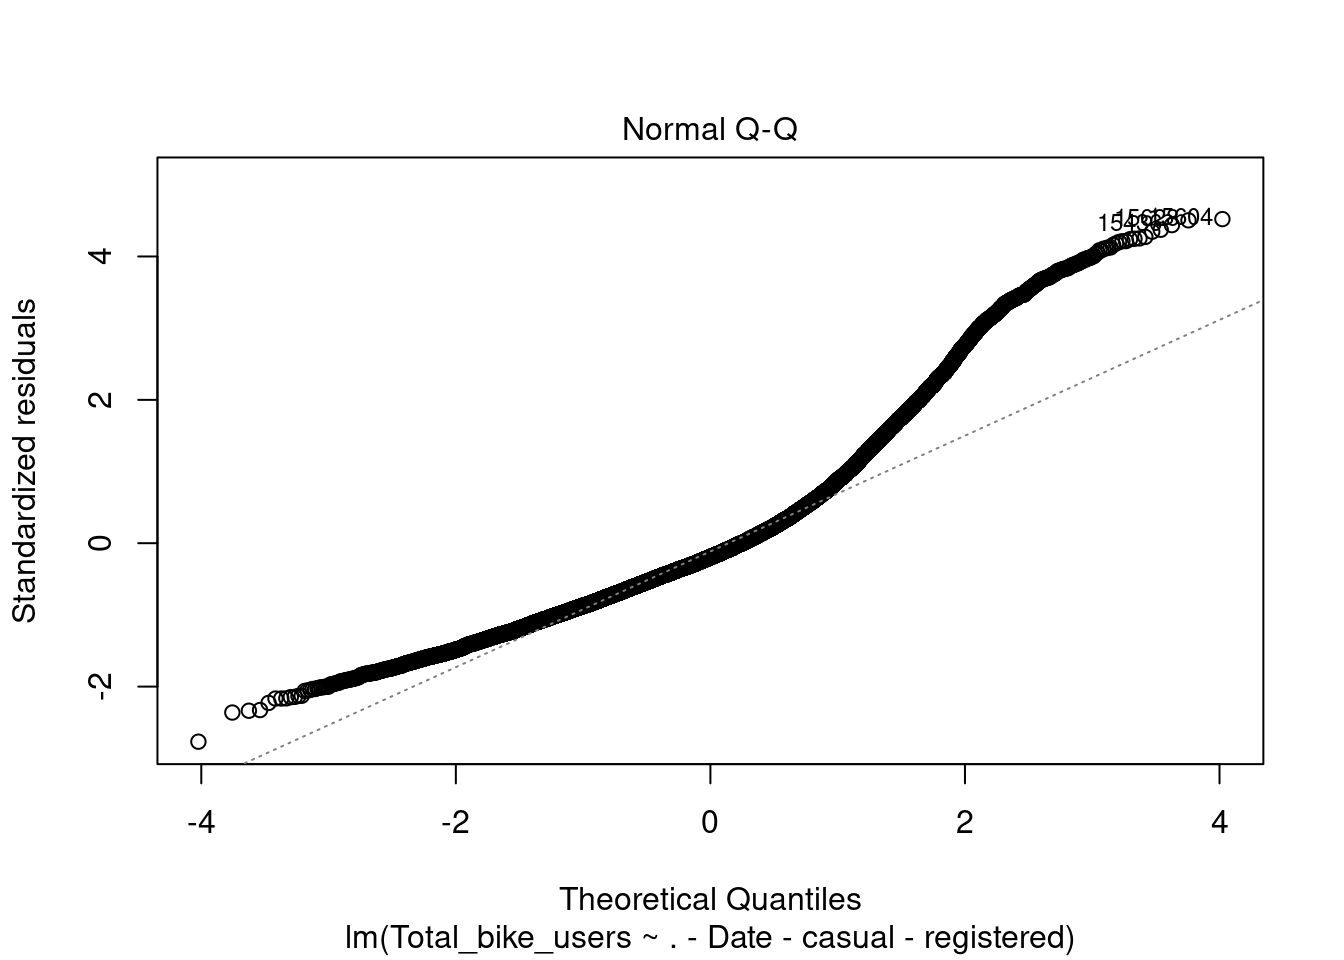 Normal Q-Q
Standardized residuals
4
2
0
-2
-4
-2
0
2
4
Theoretical Quantiles
lm(Total_bike_users ~ . - Date - casual - registered)